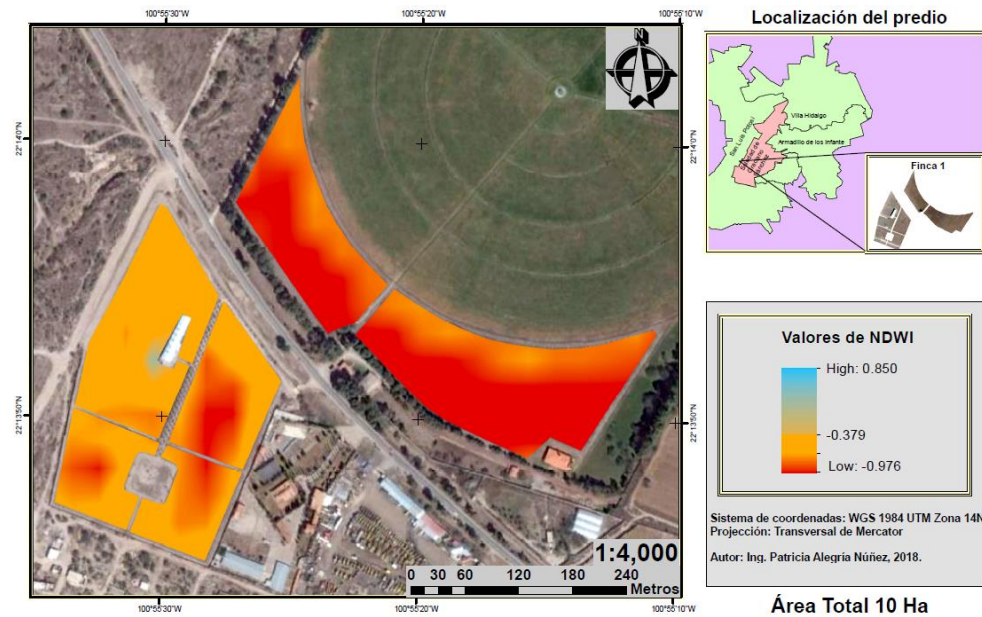 100°55'30"W
100°55'20"W
100°55'10"W
N
22°14'0"N
22°14'0"N
22°13'50"N
22°13'50"N
1:4,000
0 30 60 120 180 240
Metros
100°55'30"W
100°55'20"W
100°55'10"W
Localización del predio
Villa Hidalgo
San Luis Potosí
Armadillo de los Infante
Finca 1
Valores de NDWI
High: 0.850
-0.379
Low: -0.976
Sistema de coordenadas: WGS 1984 UTM Zona 14N
Projección: Transversal de Mercator
Autor: Ing. Patricia Alegría Núñez, 2018.
Área Total 10 Ha